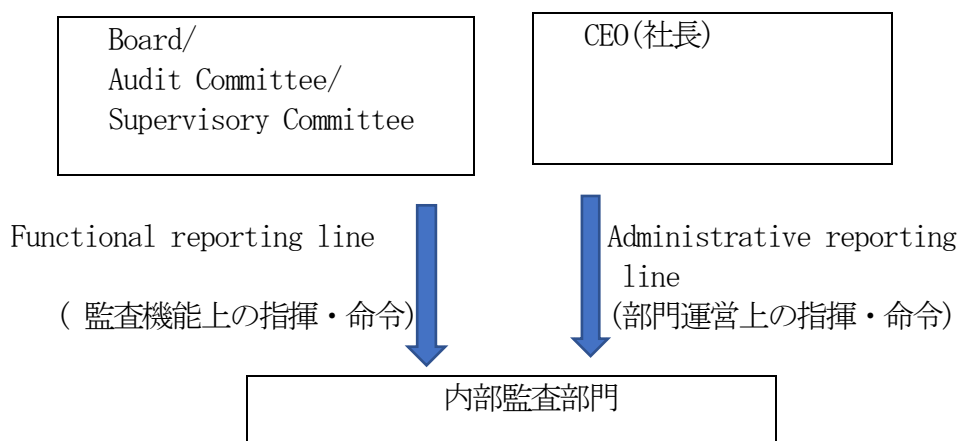 Board/
Audit Committee/
Supervisory Committee
CEO(社長)
Functional reporting line
( 監査機能上の指揮・命令)
Administrative reporting
line
(部門運営上の指揮・命令)
内部監査部門